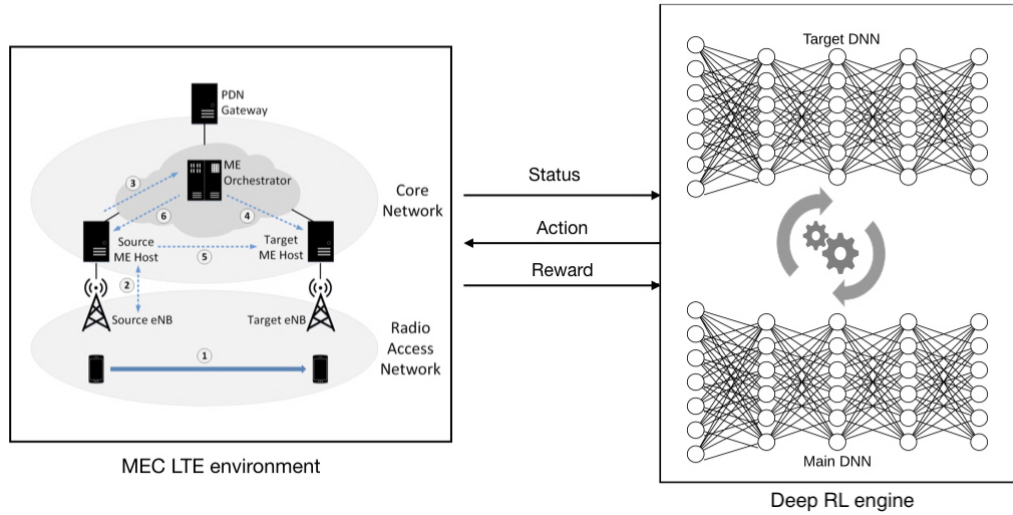 PDN
Gateway
ME
Orchestrator
3
6
4
Core
Network
Source
ME Host
5
Target
ME Host
2
Source eNB
Target eNB
Radio
Access
Network
1
MEC LTE environment
Status
Action
Reward
Target DNN
Main DNN
Deep RL engine